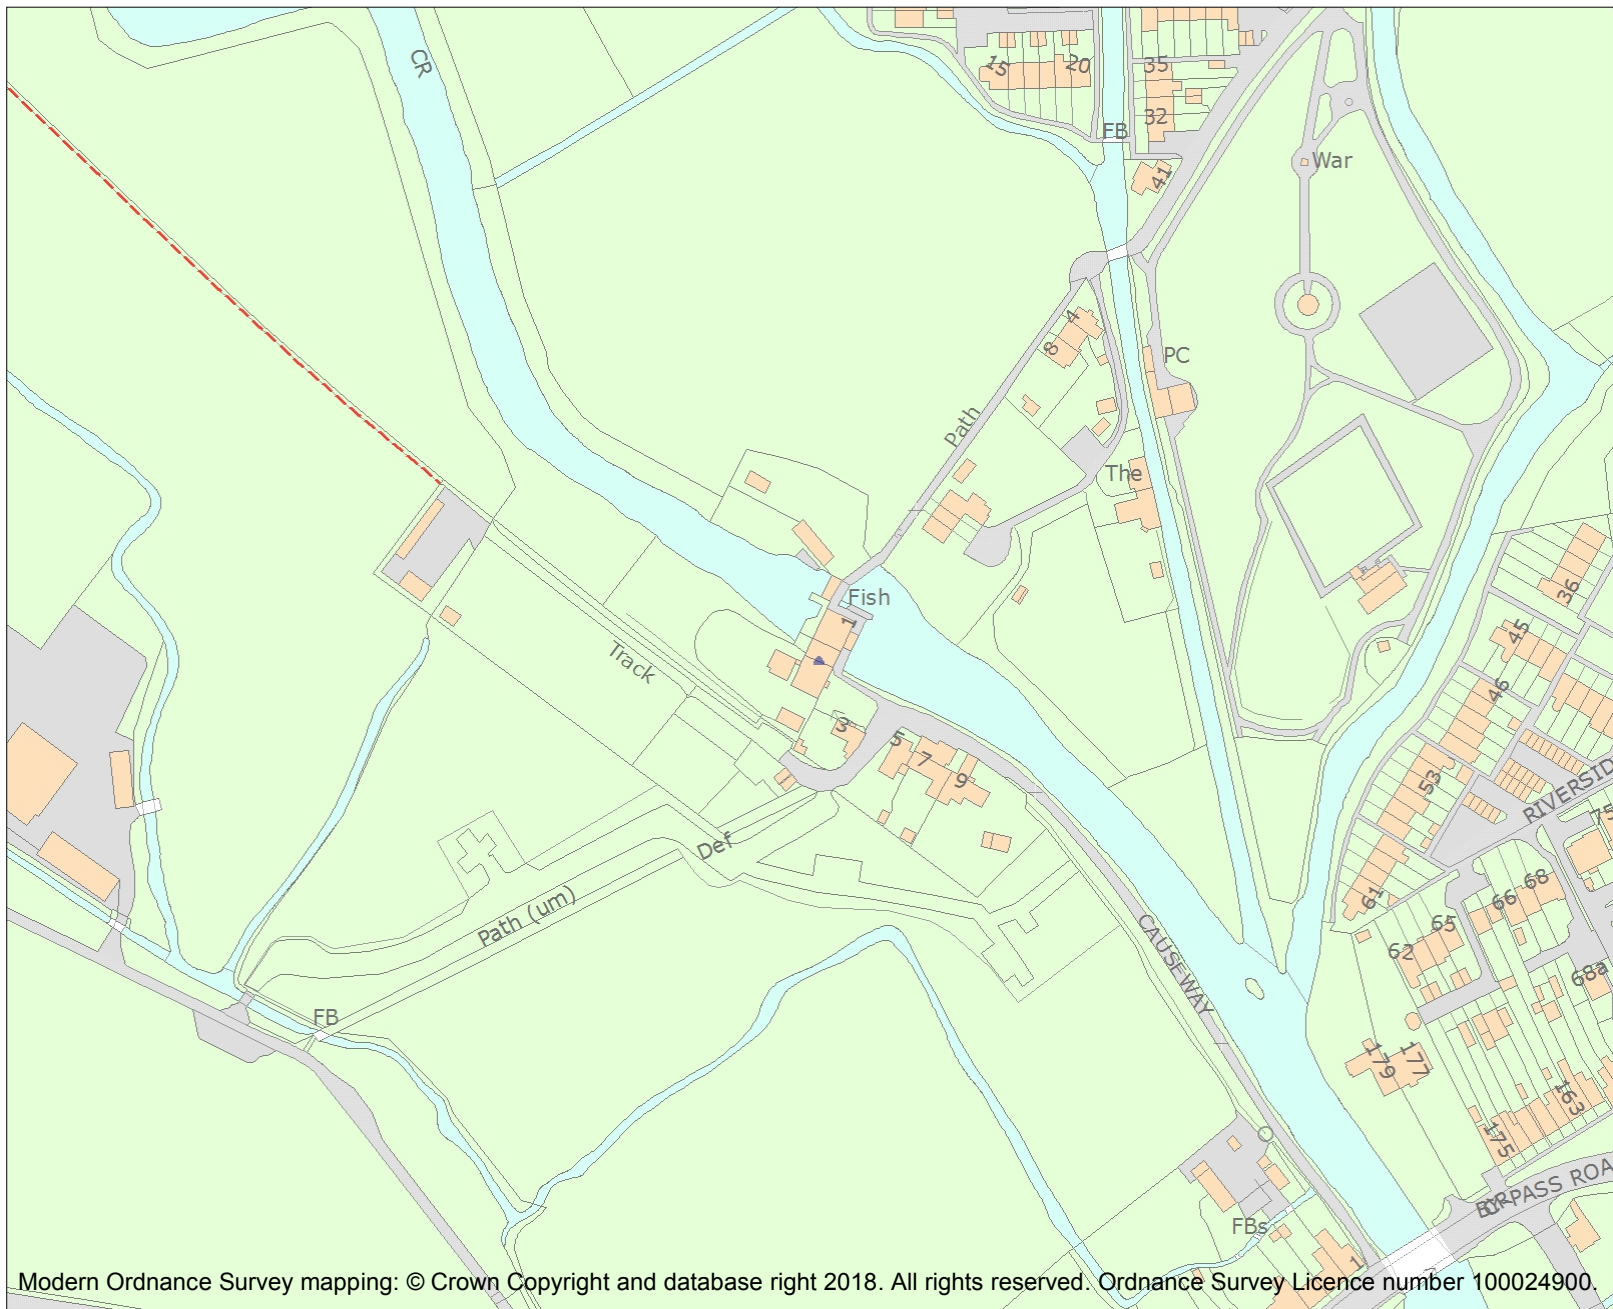 CR
15
20
35
32
FB
41
War
4
8
PC
Path
The
Fish
1
Track
36
45
46
3
5
7
9
53
RIVERSID
75
Def
Path (um)
61
68
66
65
62
68a
CAUSEWAY
FB
179
177
163
175
BYPASS ROA
FBs
1
Modern Ordnance Survey mapping: © Crown Copyright and database right 2018. All rights reserved. Ordnance Survey Licence number 100024900.